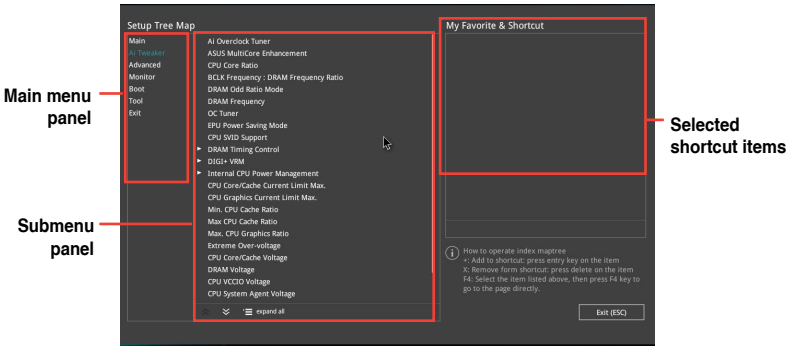 Setup Tree Map
Main
Ai Tweaker
Advanced
Monitor
Boot
Tool
Exit
Main menu
panel
Submenu
panel
Ai Overclock Tuner
ASUS MultiCore Enhancement
CPU Core Ratio
BCLK Frequency : DRAM Frequency Ratio
DRAM Odd Ratio Mode
DRAM Frequency
OC Tuner
EPU Power Saving Mode
CPU SVID Support
DRAM Timing Control
DIGI+ VRM
Internal CPU Power Management
CPU Core/Cache Current Limit Max.
CPU Graphics Current Limit Max.
Min. CPU Cache Ratio
Max CPU Cache Ratio
Max. CPU Graphics Ratio
Extreme Over-voltage
CPU Core/Cache Voltage
DRAM Voltage
CPU VCCIO Voltage
CPU System Agent Voltage
expand all
My Favorite & Shortcut
Selected
shortcut items
How to operate index maptree
+: Add to shortcut: press entry key on the item
X: Remove form shortcut: press delete on the item
F4: Select the item listed above, then press F4 key to
go to the page directly.
Exit (ESC)